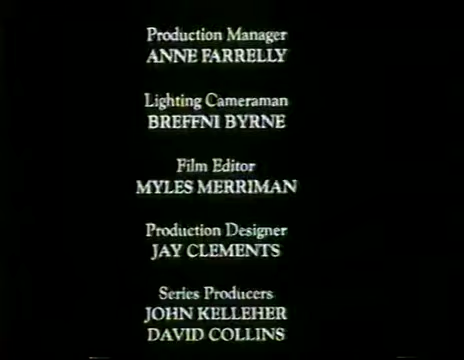 Production Manager
ANNE FARRELLY
Lighting Cameraman
BREFFNI BYRNE
Film Editor
MYLES MERRIMAN
Production Designer
JAY CLEMENTS
Series Producers
JOHN KELLEHER
DAVID COLLINS